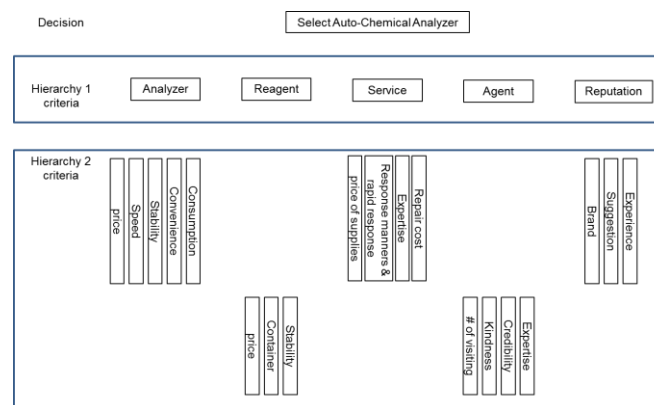 Decision
Select Auto-Chemical Analyzer
Hierarchy 1
criteria
Analyzer
Reagent
Service
Agent
Reputation
Hierarchy 2
criteria
price
Speed
Stability
Convenience
Consumption
price of supplies
Response manners &
rapid response
Expertise
Repair cost
Brand
Suggestion
Experience
price
Container
Stability
# of visiting
Kindness
Credibility
Expertise